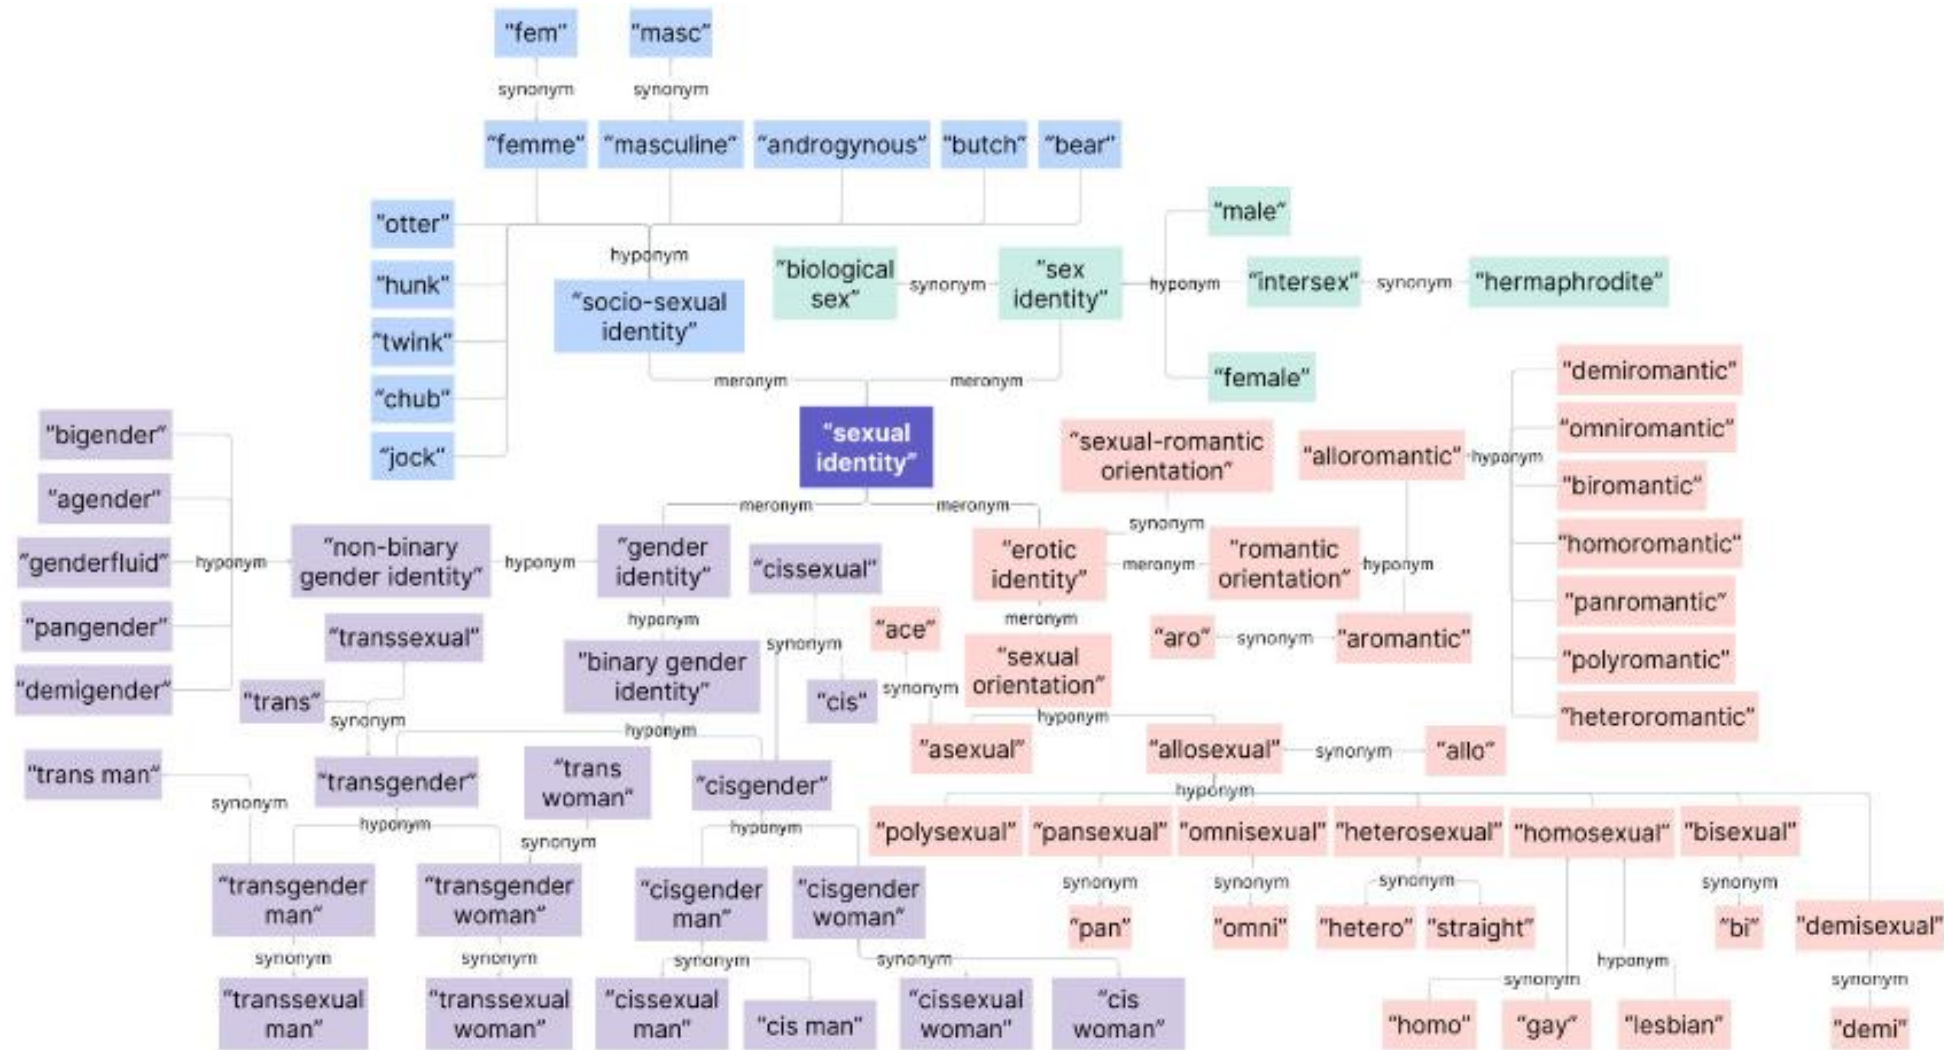 “fem”
“masc”
synonym
synonym
“femme”
“masculine”
“androgynous”
“butch”
“bear”
“otter”
“hunk”
“twink”
“chub”
“jock”
hyponym
“socio-sexual
identity”
“biological
sex”
synonym
“sex
identity”
hyponym
“male”
“intersex”
synonym
“hermaphrodite”
“female”
meronym
meronym
“sexual
identity”
meronym
meronym
“bigender”
“agender”
“genderfluid”
“pangender”
“demigender”
hyponym
“non-binary
gender identity”
hyponym
“gender
identity”
hyponym
“binary gender
identity”
hyponym
“cissexual”
synonym
“cis”
“transsexual”
“trans”
synonym
“transgender”
“cisgender”
“trans man”
synonym
hyponym
“trans
woman”
synonym
hyponym
“transgender
man”
“transgender
woman”
“cisgender
man”
“cisgender
woman”
synonym
synonym
synonym
synonym
“transsexual
man”
“transsexual
woman”
“cissexual
man”
“cis man”
“cissexual
woman”
“cis
woman”
“sexual-romantic
orientation”
synonym
“erotic
identity”
meronym
“romantic
orientation”
hyponym
“alloromantic”
hyponym
“demiromantic”
“omniromantic”
“biromantic”
“homoromantic”
“panromantic”
“polyromantic”
“heteroromantic”
“aro”
synonym
“aromantic”
meronym
“sexual
orientation”
hyponym
“ace”
synonym
“asexual”
“allosexual”
synonym
“allo”
hyponym
“polysexual”
“pansexual”
“omnisexual”
“heterosexual”
“homosexual”
“bisexual”
synonym
synonym
synonym
synonym
“pan”
“omni”
“hetero”
“straight”
“bi”
“demisexual”
synonym
hyponym
synonym
“homo”
“gay”
“lesbian”
“demi”